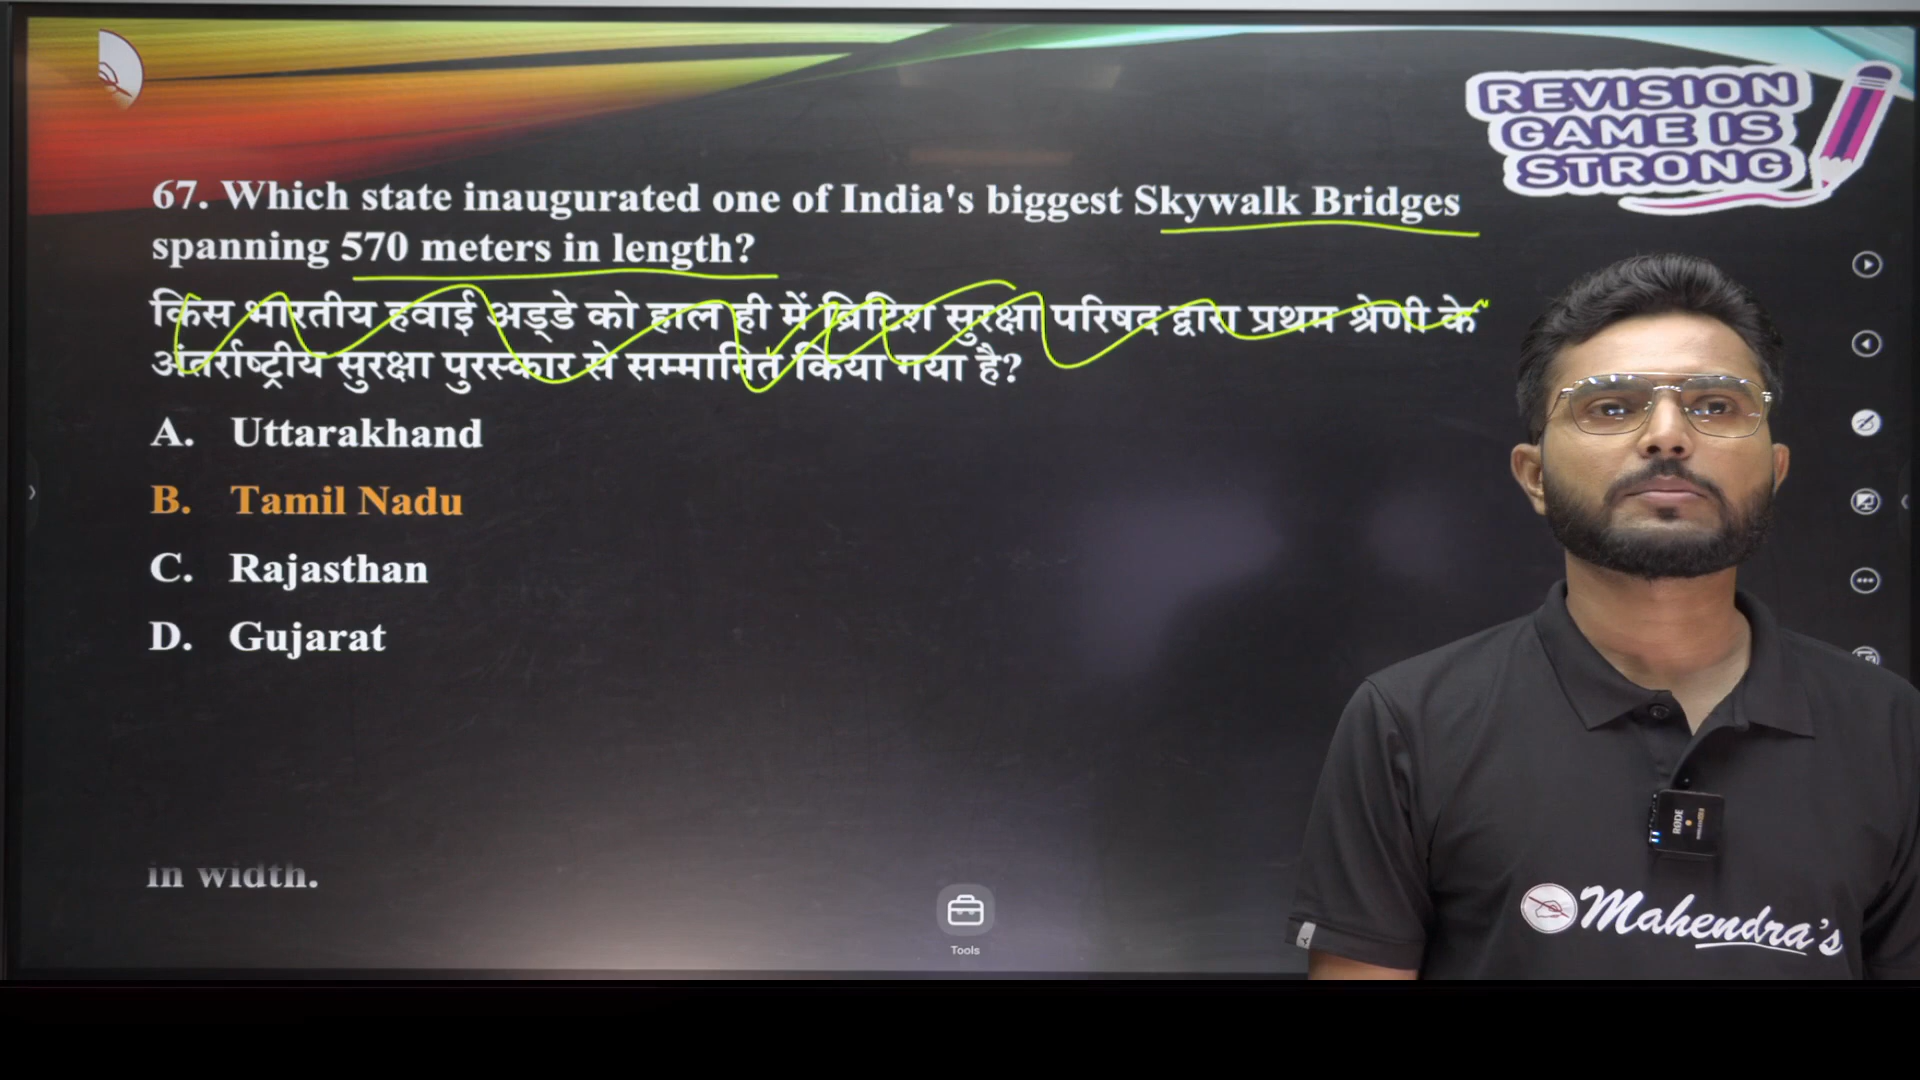 REVISION
GAME IS
STRONG
67. Which state inaugurated one of India's biggest Skywalk Bridges
spanning 570 meters in length?
किस भारतीय हवाई अड्डे को हाल ही में ब्रिटिश सुरक्षा परिषद द्वारा प्रथम श्रेणी के
अंतर्राष्ट्रीय सुरक्षा पुरस्कार से सम्मानित किया गया है?
A. Uttarakhand
B. Tamil Nadu
C. Rajasthan
D. Gujarat
in width.
Tools
RODE
Mahendra's